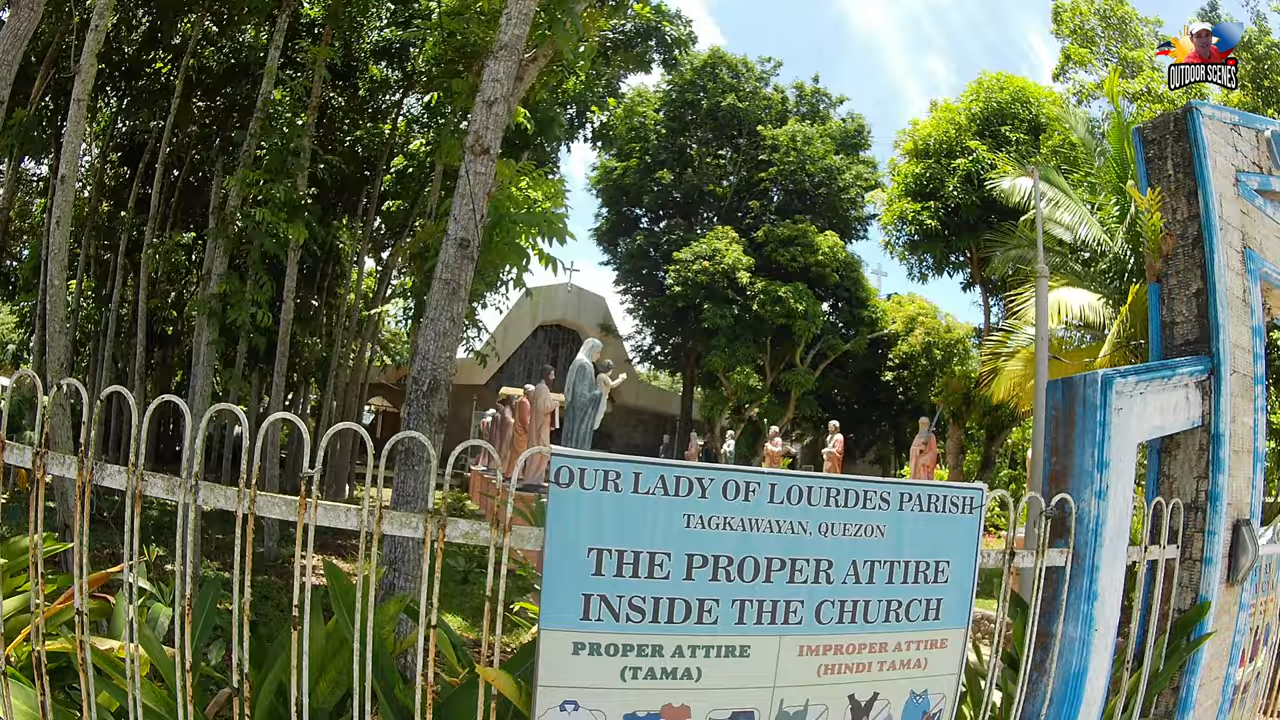 OUTDOOR SCENES
OUR LADY OF LOURDES PARISH
TAGKAWAYAN, QUEZON
THE PROPER ATTIRE
INSIDE THE CHURCH
PROPER ATTIRE
(TAMA)
IMPROPER ATTIRE
(HINDI TAMA)